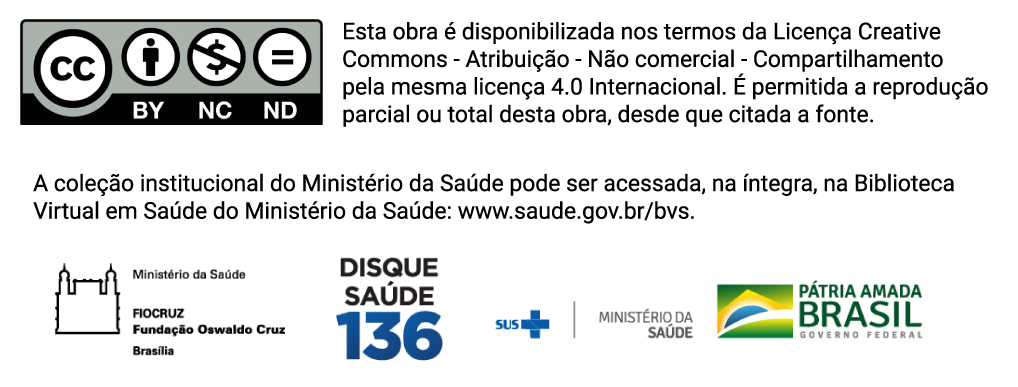 cc
BY NC ND
Esta obra é disponibilizada nos termos da Licença Creative
Commons - Atribuição - Não comercial - Compartilhamento
pela mesma licença 4.0 Internacional. É permitida a reprodução
parcial ou total desta obra, desde que citada a fonte.
A coleção institucional do Ministério da Saúde pode ser acessada, na íntegra, na Biblioteca
Virtual em Saúde do Ministério da Saúde: www.saude.gov.br/bvs.
Ministério da Saúde
FIOCRUZ
Fundação Oswaldo Cruz
Brasília
DISQUE
SAÚDE
136
SUS
MINISTÉRIO DA
SAÚDE
PÁTRIA AMADA
BRASIL
GOVERNO FEDERAL